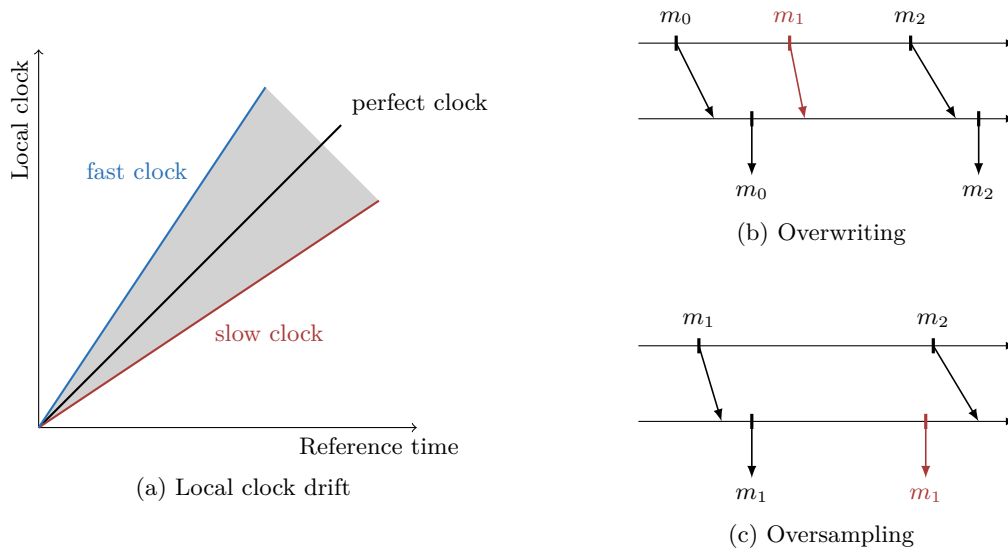 Local clock
perfect clock
fast clock
slow clock
Reference time
(a) Local clock drift
m₀ m₁ m₂
m₀ m₂
(b) Overwriting
m₁ m₂
m₁ m₁
(c) Oversampling